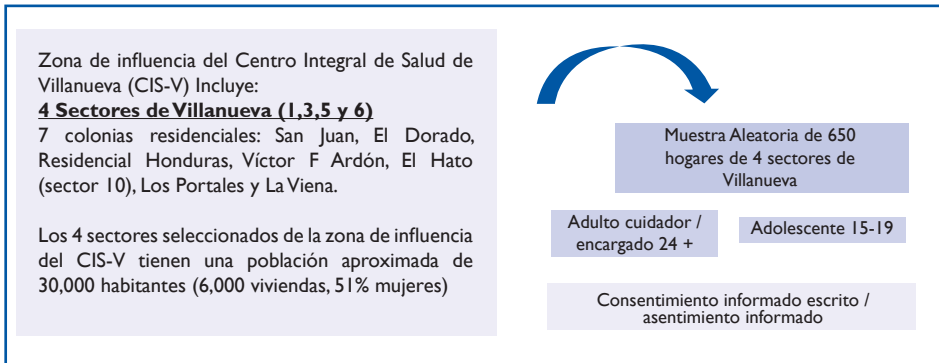 Zona de influencia del Centro Integral de Salud de
Villanueva (CIS-V) Incluye:
4 Sectores de Villanueva (1,3,5 y 6)
7 colonias residenciales: San Juan, El Dorado,
Residencial Honduras, Víctor F Ardón, El Hato
(sector 10), Los Portales y La Viena.
Los 4 sectores seleccionados de la zona de influencia
del CIS-V tienen una población aproximada de
30,000 habitantes (6,000 viviendas, 51% mujeres)
Muestra Aleatoria de 650
hogares de 4 sectores de
Villanueva
Adulto cuidador /
encargado 24 +
Adolescente 15-19
Consentimiento informado escrito /
asentimiento informado